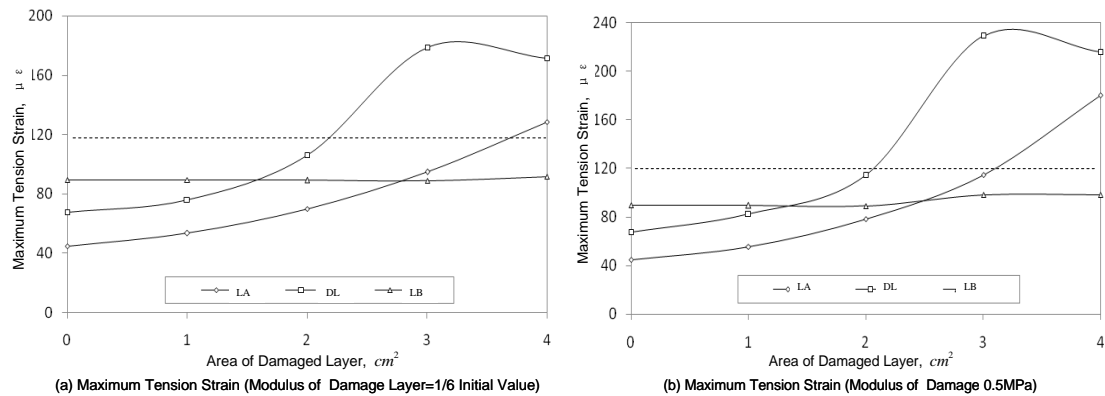 200
160
120
80
40
0
Maximum Tension Strain, μ ε
LA
DL
LB
0
1
2
3
4
Area of Damaged Layer, cm²
(a) Maximum Tension Strain (Modulus of Damage Layer=1/6 Initial Value)
240
200
160
120
80
40
0
Maximum Tension Strain, μ ε
LA
DL
LB
0
1
2
3
4
Area of Damaged Layer, cm²
(b) Maximum Tension Strain (Modulus of Damage 0.5MPa)